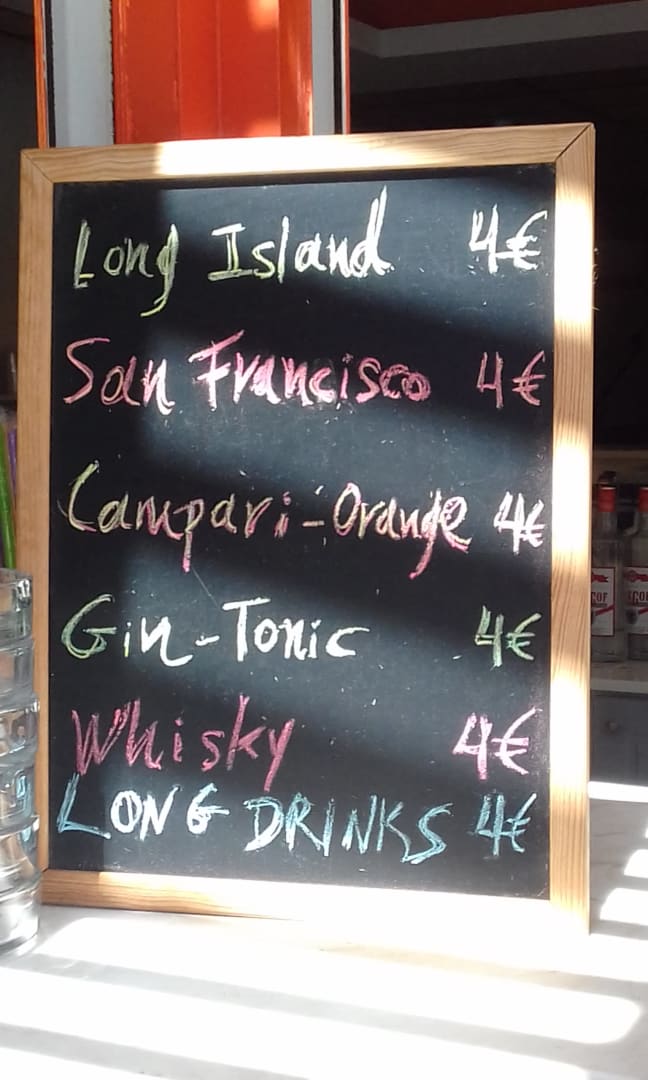 Long Island 4€
San Francisco 4€
Campari-Orange 4€
Gin-Tonic 4€
Whisky 4€
LONG DRINKS 4€